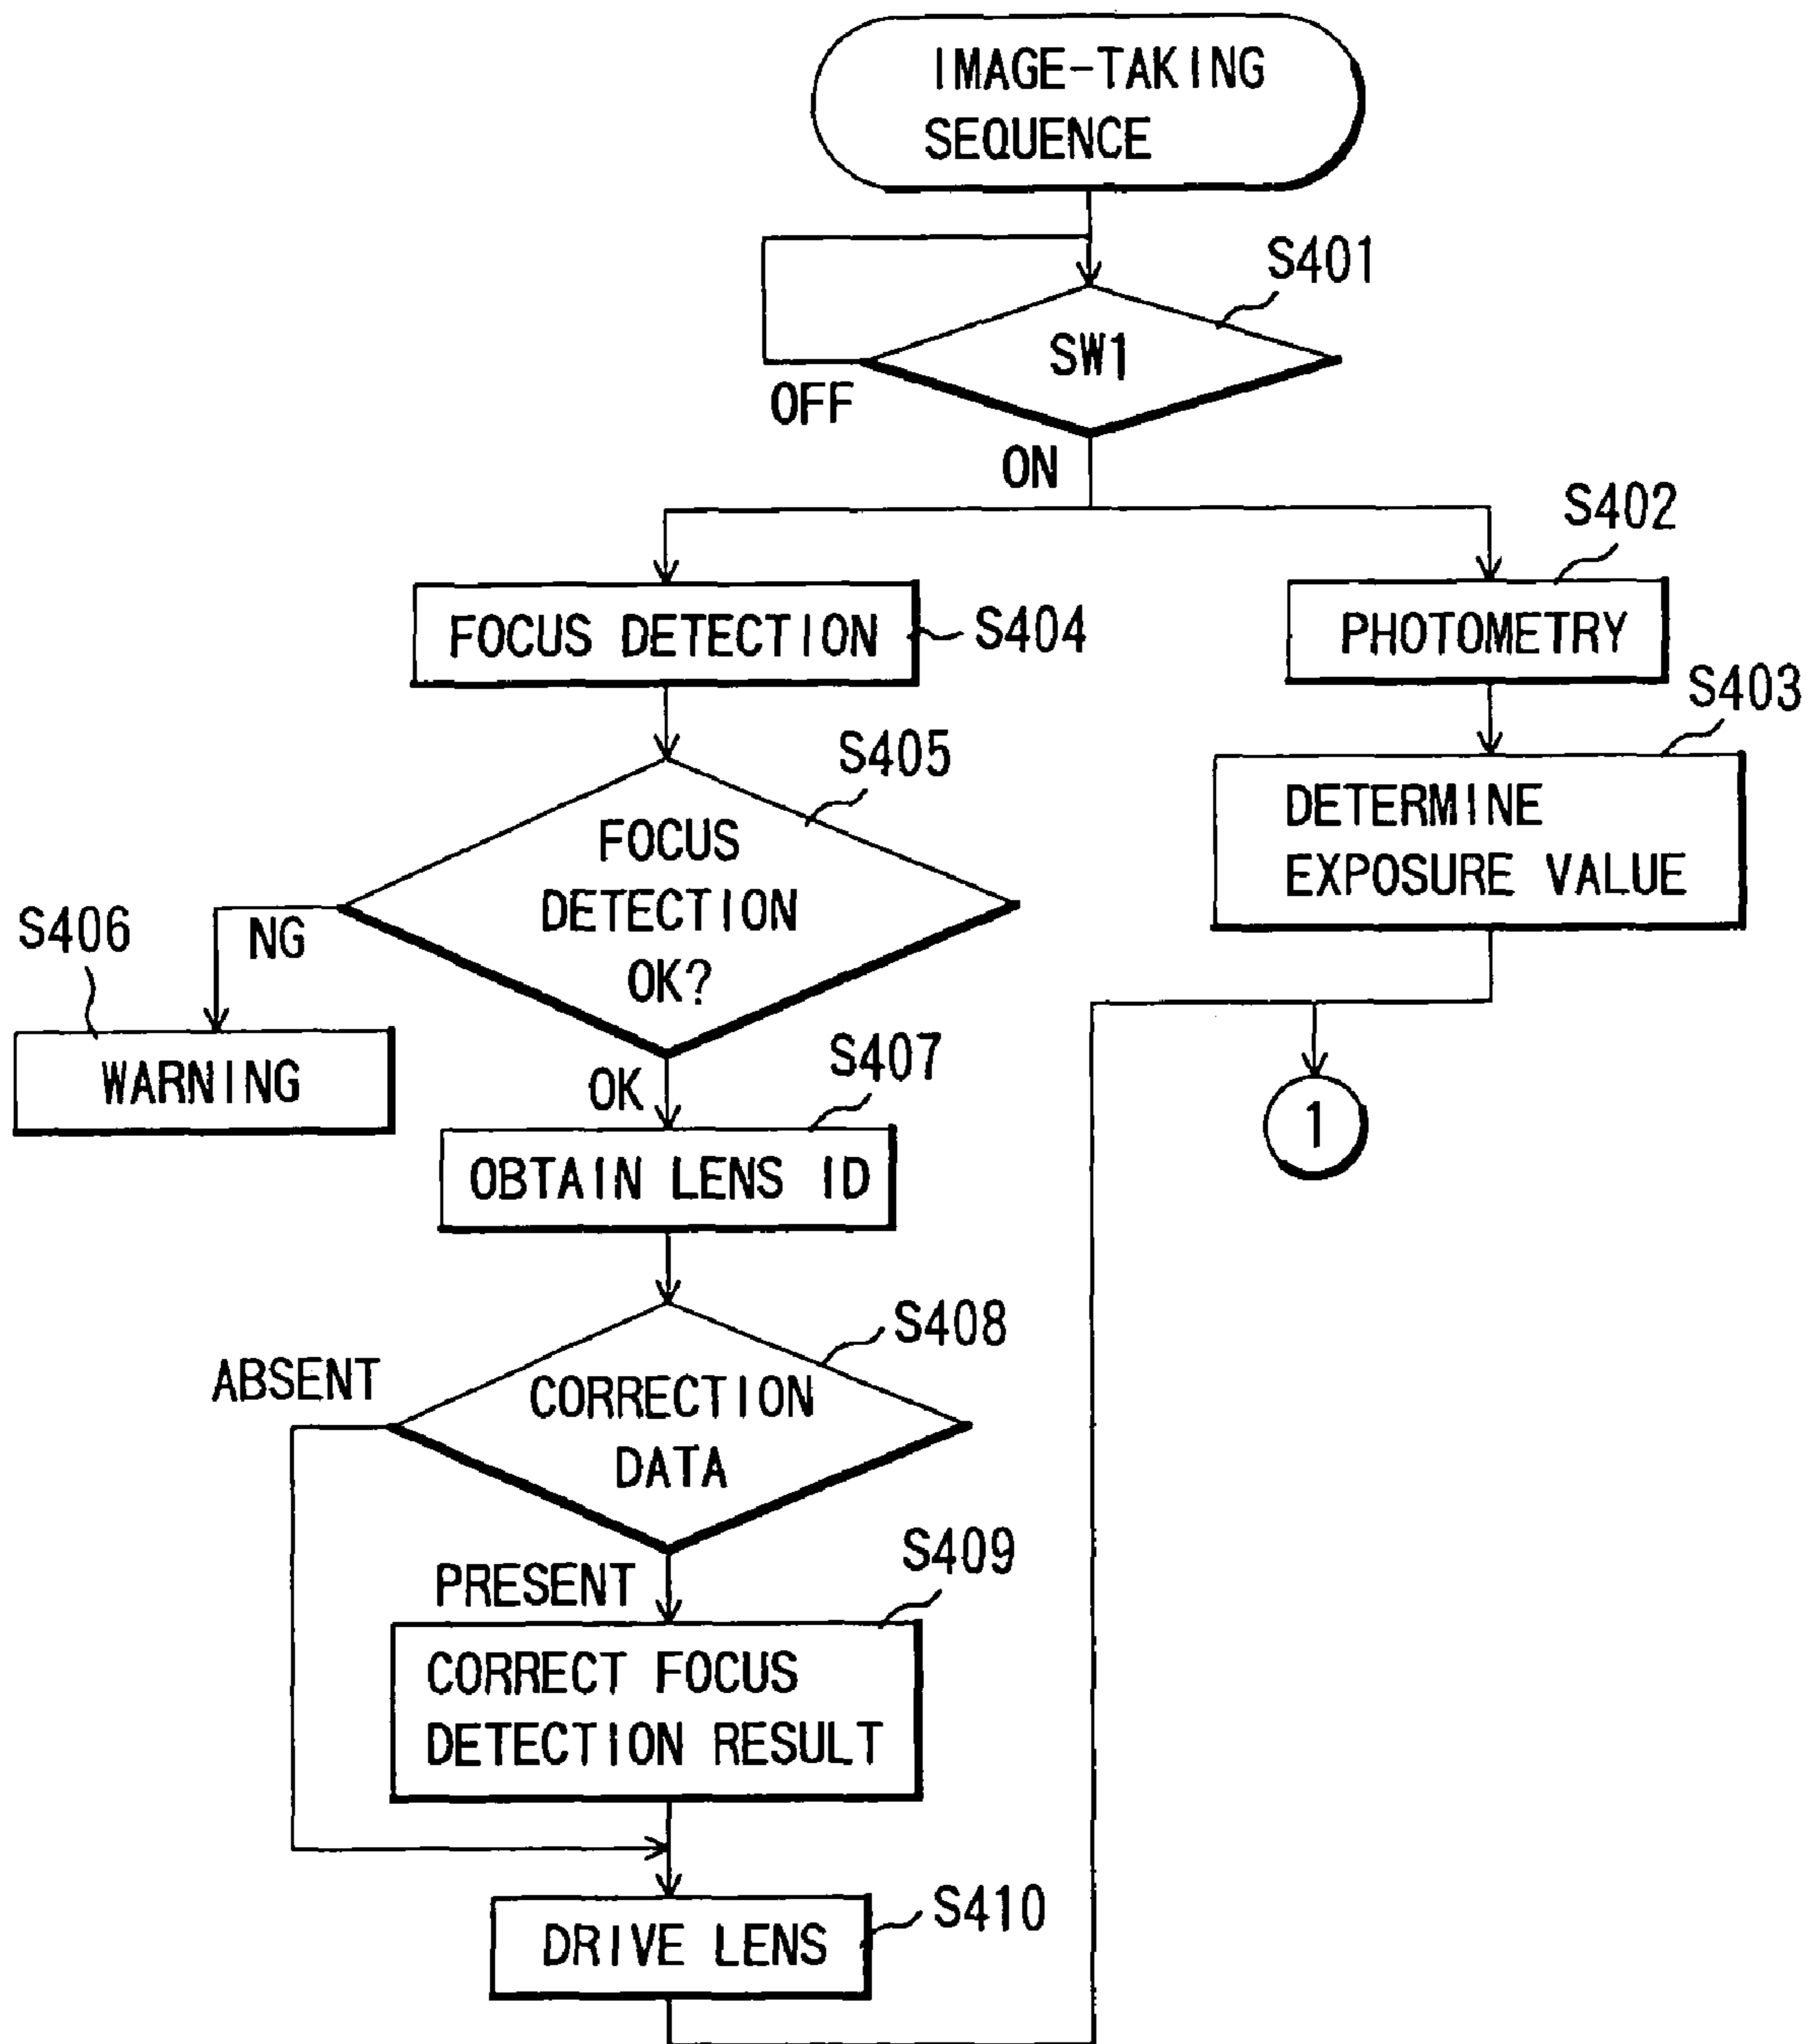 IMAGE-TAKING
SEQUENCE
S401
SW1
OFF
ON
S402
FOCUS DETECTION
S404
PHOTOMETRY
S403
S405
DETERMINE
EXPOSURE VALUE
FOCUS
DETECTION
OK?
S406
NG
WARNING
S407
OK
1
OBTAIN LENS ID
S408
ABSENT
CORRECTION
DATA
S409
PRESENT
CORRECT FOCUS
DETECTION RESULT
S410
DRIVE LENS